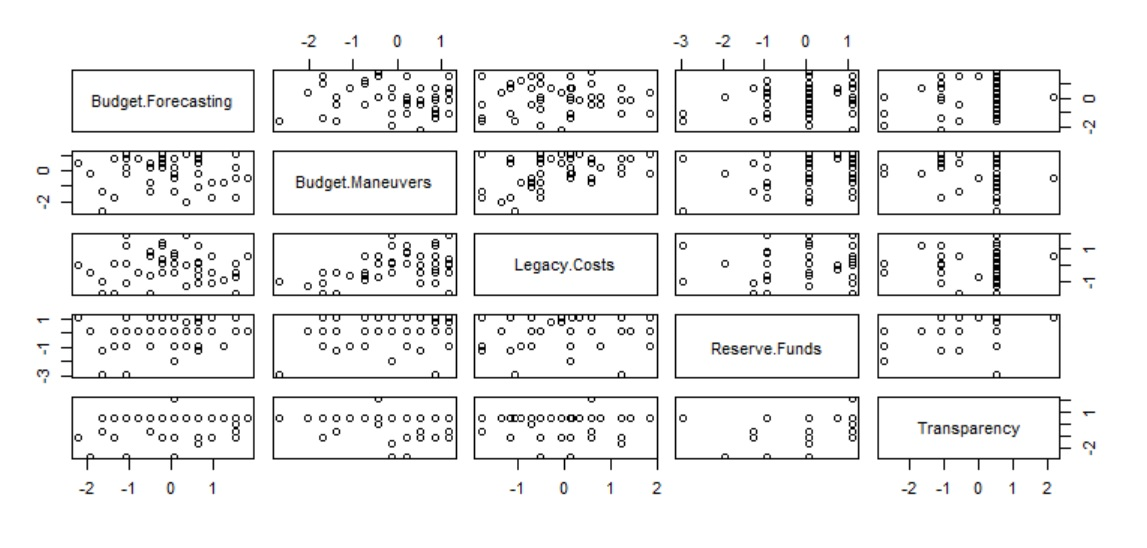 -2 -1 0 1
-3 -2 -1 0 1
Budget.Forecasting
0
-2
0
-2
Budget.Maneuvers
Legacy.Costs
1
-1
1
-1
-3
Reserve.Funds
Transparency
1
-2
-2 -1 0 1
-1 0 1 2
-2 -1 0 1 2